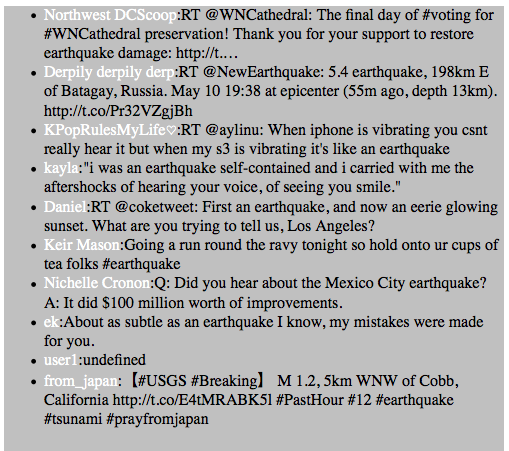 Northwest DCScoop:RT @WNCathedral: The final day of #voting for
#WNCathedral preservation! Thank you for your support to restore
earthquake damage: http://t.…
Derpily derpily derp:RT @NewEarthquake: 5.4 earthquake, 198km E
of Batagay, Russia. May 10 19:38 at epicenter (55m ago, depth 13km).
http://t.co/Pr32VZgjBh
KPopRulesMyLife♡:RT @aylinu: When iphone is vibrating you csnt
really hear it but when my s3 is vibrating it's like an earthquake
kayla:"i was an earthquake self-contained and i carried with me the
aftershocks of hearing your voice, of seeing you smile."
Daniel:RT @coketweet: First an earthquake, and now an eerie glowing
sunset. What are you trying to tell us, Los Angeles?
Keir Mason:Going a run round the ravy tonight so hold onto ur cups of
tea folks #earthquake
Nichelle Cronon:Q: Did you hear about the Mexico City earthquake?
A: It did $100 million worth of improvements.
ek:About as subtle as an earthquake I know, my mistakes were made
for you.
user1:undefined
from_japan:【#USGS #Breaking】 M 1.2, 5km WNW of Cobb,
California http://t.co/E4tMRABK5l #PastHour #12 #earthquake
#tsunami #prayfromjapan